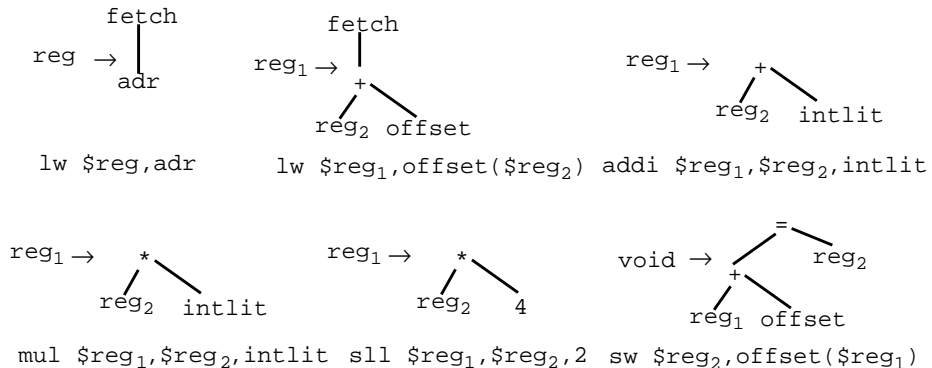 fetch
reg →
adr
lw $reg,adr
fetch
reg₁ →
+
reg₂ offset
lw $reg₁,offset($reg₂)
reg₁ →
+
reg₂ intlit
addi $reg₁,$reg₂,intlit
reg₁ →
*
reg₂ intlit
mul $reg₁,$reg₂,intlit
reg₁ →
*
reg₂ 4
sll $reg₁,$reg₂,2
=
void →
+
reg₂
reg₁ offset
sw $reg₂,offset($reg₁)